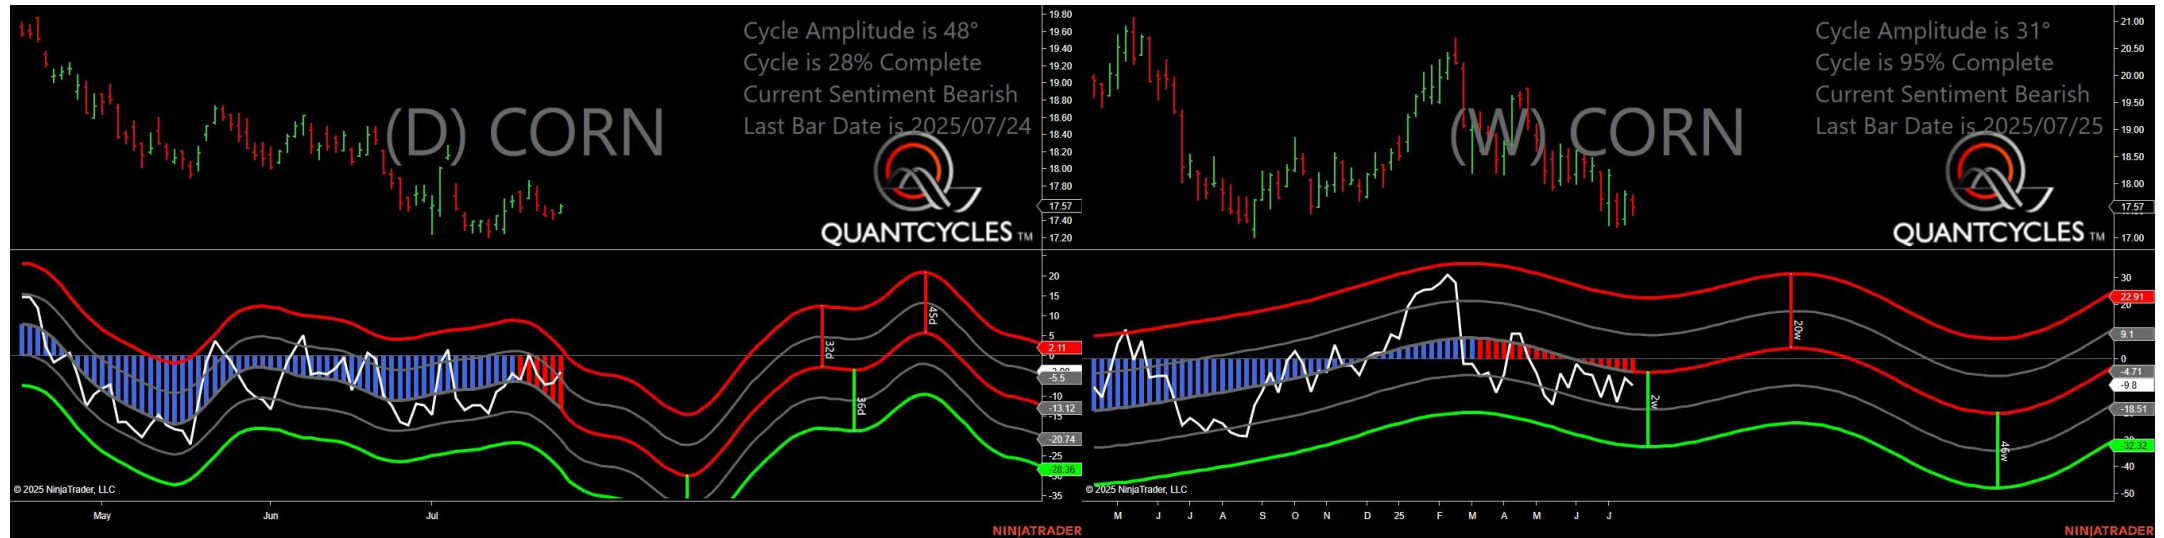 Cycle Amplitude is 48°
Cycle is 28% Complete
Current Sentiment Bearish
Last Bar Date is 2025/07/24
(D) CORN
QUANTCYCLES TM
19.80
19.60
19.40
19.20
19.00
18.80
18.60
18.40
18.20
18.00
17.80
17.57
17.40
17.20
20
15
10
5
2.11
0
-5.5
-10
-13.12
-15
-20.74
-25
-28.36
-35
32d
45d
36d
© 2025 NinjaTrader, LLC
May
Jun
Jul
NINJATRADER
Cycle Amplitude is 31°
Cycle is 95% Complete
Current Sentiment Bearish
Last Bar Date is 2025/07/25
(W) CORN
QUANTCYCLES TM
21.00
20.50
20.00
19.50
19.00
18.50
18.00
17.57
17.00
30
22.91
20
9.1
0
-4.71
-9.8
-18.51
-32.32
-40
-50
20w
2w
46w
© 2025 NinjaTrader, LLC
M
J
J
A
S
O
N
D
25
F
M
A
M
J
J
NINJATRADER